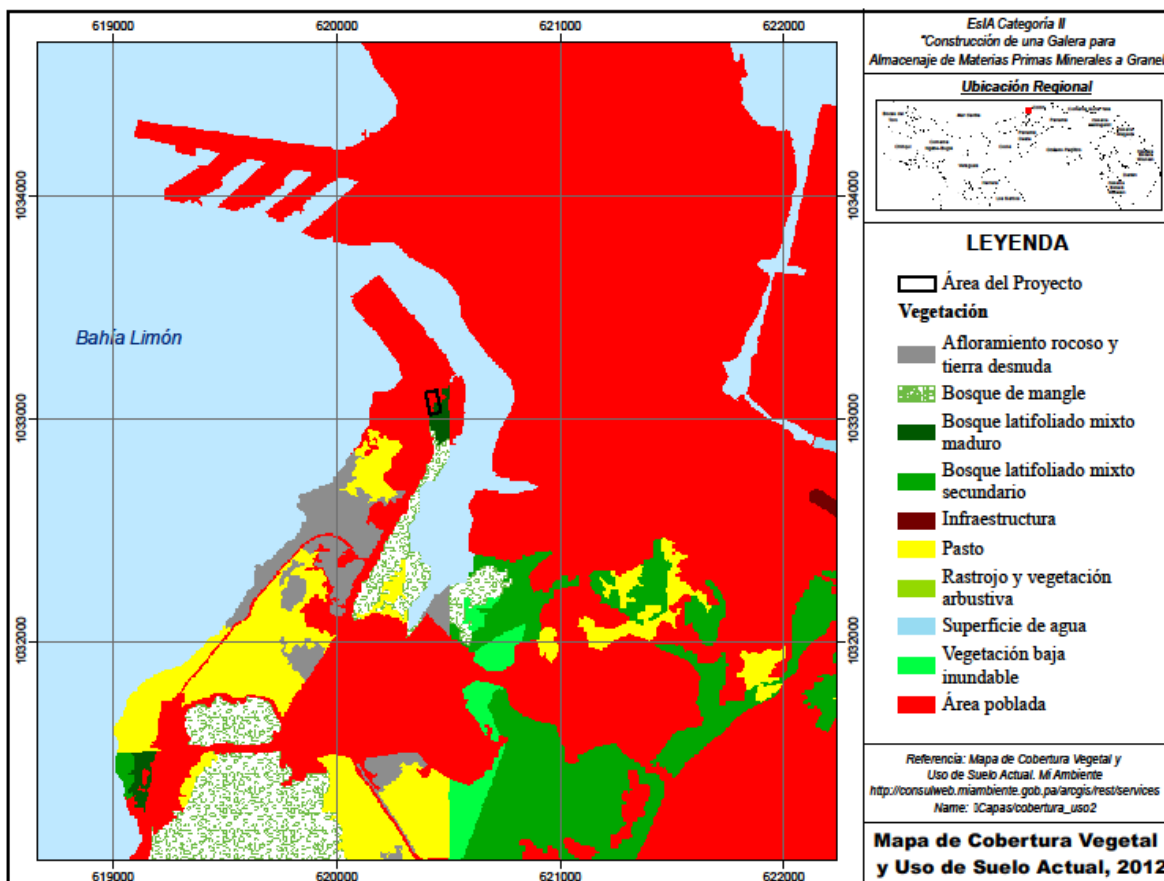 619000
620000
621000
622000
1034000
1033000
1032000
Bahía Limón
619000
620000
621000
622000
EsIA Categoría II
"Construcción de una Galera para
Almacenaje de Materias Primas Minerales a Granel
Ubicación Regional
LEYENDA
Área del Proyecto
Vegetación
Afloramiento rocoso y
tierra desnuda
Bosque de mangle
Bosque latifoliado mixto
maduro
Bosque latifoliado mixto
secundario
Infraestructura
Pasto
Rastrojo y vegetación
arbustiva
Superficie de agua
Vegetación baja
inundable
Área poblada
Referencia: Mapa de Cobertura Vegetal y
Uso de Suelo Actual. Mi Ambiente
http://consulweb.miambiente.gob.pa/arcgis/rest/services
Name: Capas/cobertura_uso2
Mapa de Cobertura Vegetal
y Uso de Suelo Actual, 2012
1034000
1033000
1032000